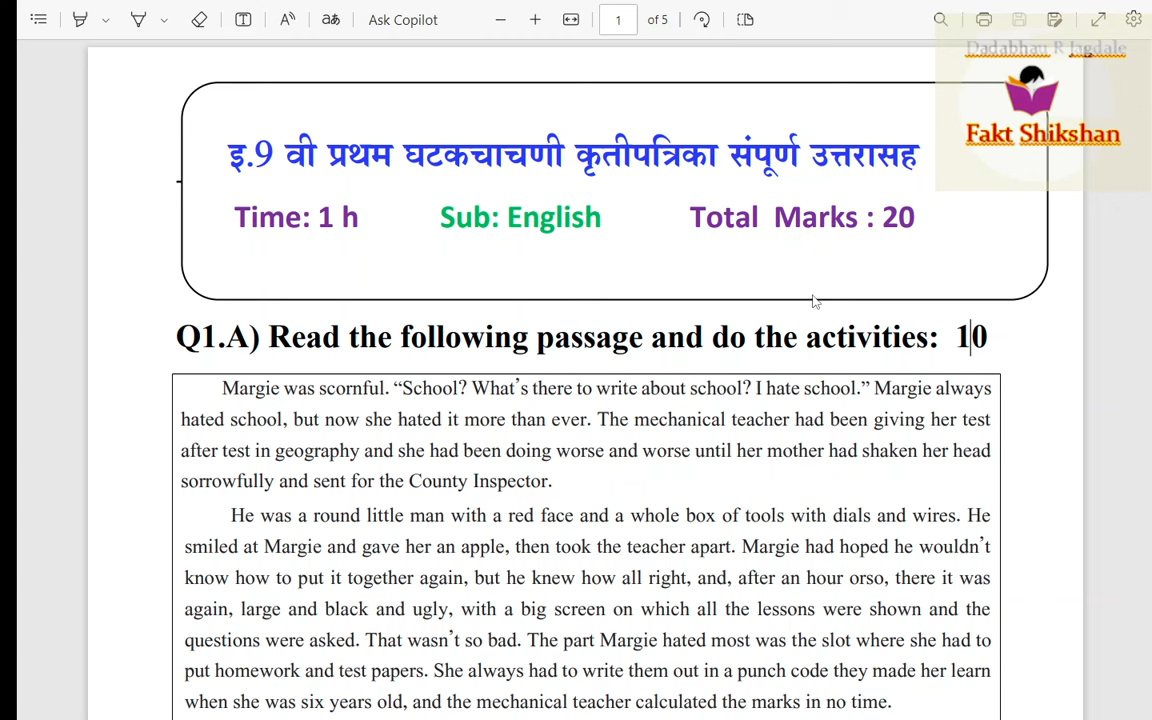 Ask Copilot
1 of 5
Dadabhau R Jagdale
Fakt Shikshan
इ.9 वी प्रथम घटकचाचणी कृतीपत्रिका संपूर्ण उत्तरासह
Time: 1 h Sub: English Total Marks : 20
Q1.A) Read the following passage and do the activities: 10
Margie was scornful. “School? What’s there to write about school? I hate school.” Margie always
hated school, but now she hated it more than ever. The mechanical teacher had been giving her test
after test in geography and she had been doing worse and worse until her mother had shaken her head
sorrowfully and sent for the County Inspector.
He was a round little man with a red face and a whole box of tools with dials and wires. He
smiled at Margie and gave her an apple, then took the teacher apart. Margie had hoped he wouldn’t
know how to put it together again, but he knew how all right, and, after an hour orso, there it was
again, large and black and ugly, with a big screen on which all the lessons were shown and the
questions were asked. That wasn’t so bad. The part Margie hated most was the slot where she had to
put homework and test papers. She always had to write them out in a punch code they made her learn
when she was six years old, and the mechanical teacher calculated the marks in no time.